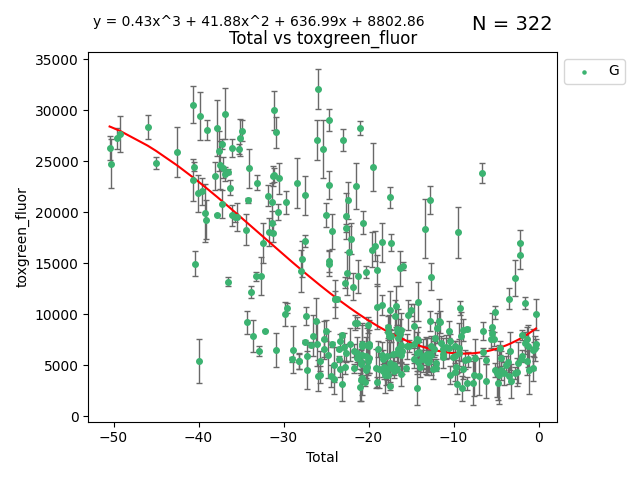 y = 0.43x^3 + 41.88x^2 + 636.99x + 8802.86
N = 322
Total vs toxgreen_fluor
G
toxgreen_fluor
35000
30000
25000
20000
15000
10000
5000
0
−50
−40
−30
−20
−10
0
Total